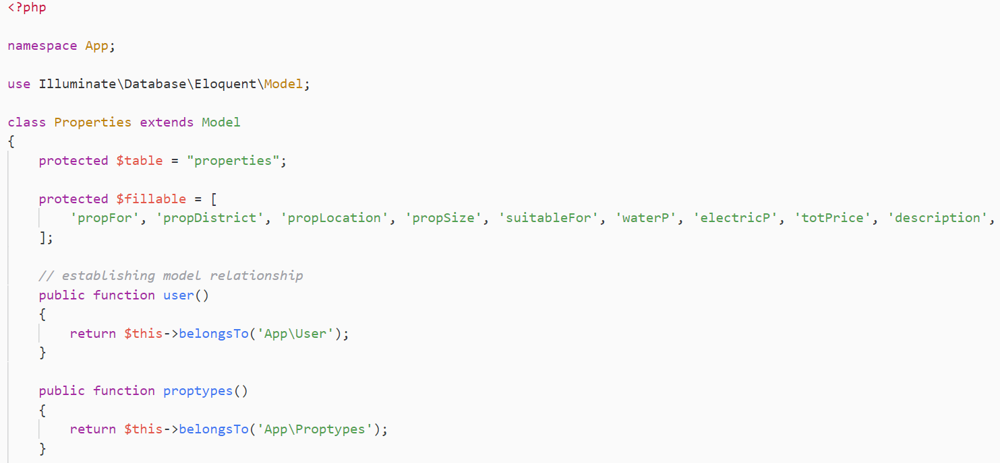 <?php
namespace App;
use Illuminate\Database\Eloquent\Model;
class Properties extends Model
{
protected $table = "properties";
protected $fillable = [
'propFor', 'propDistrict', 'propLocation', 'propSize', 'suitableFor', 'waterP', 'electricP', 'totPrice', 'description',
];
// establishing model relationship
public function user()
{
return $this->belongsTo('App\User');
}
public function proptypes()
{
return $this->belongsTo('App\Proptypes');
}